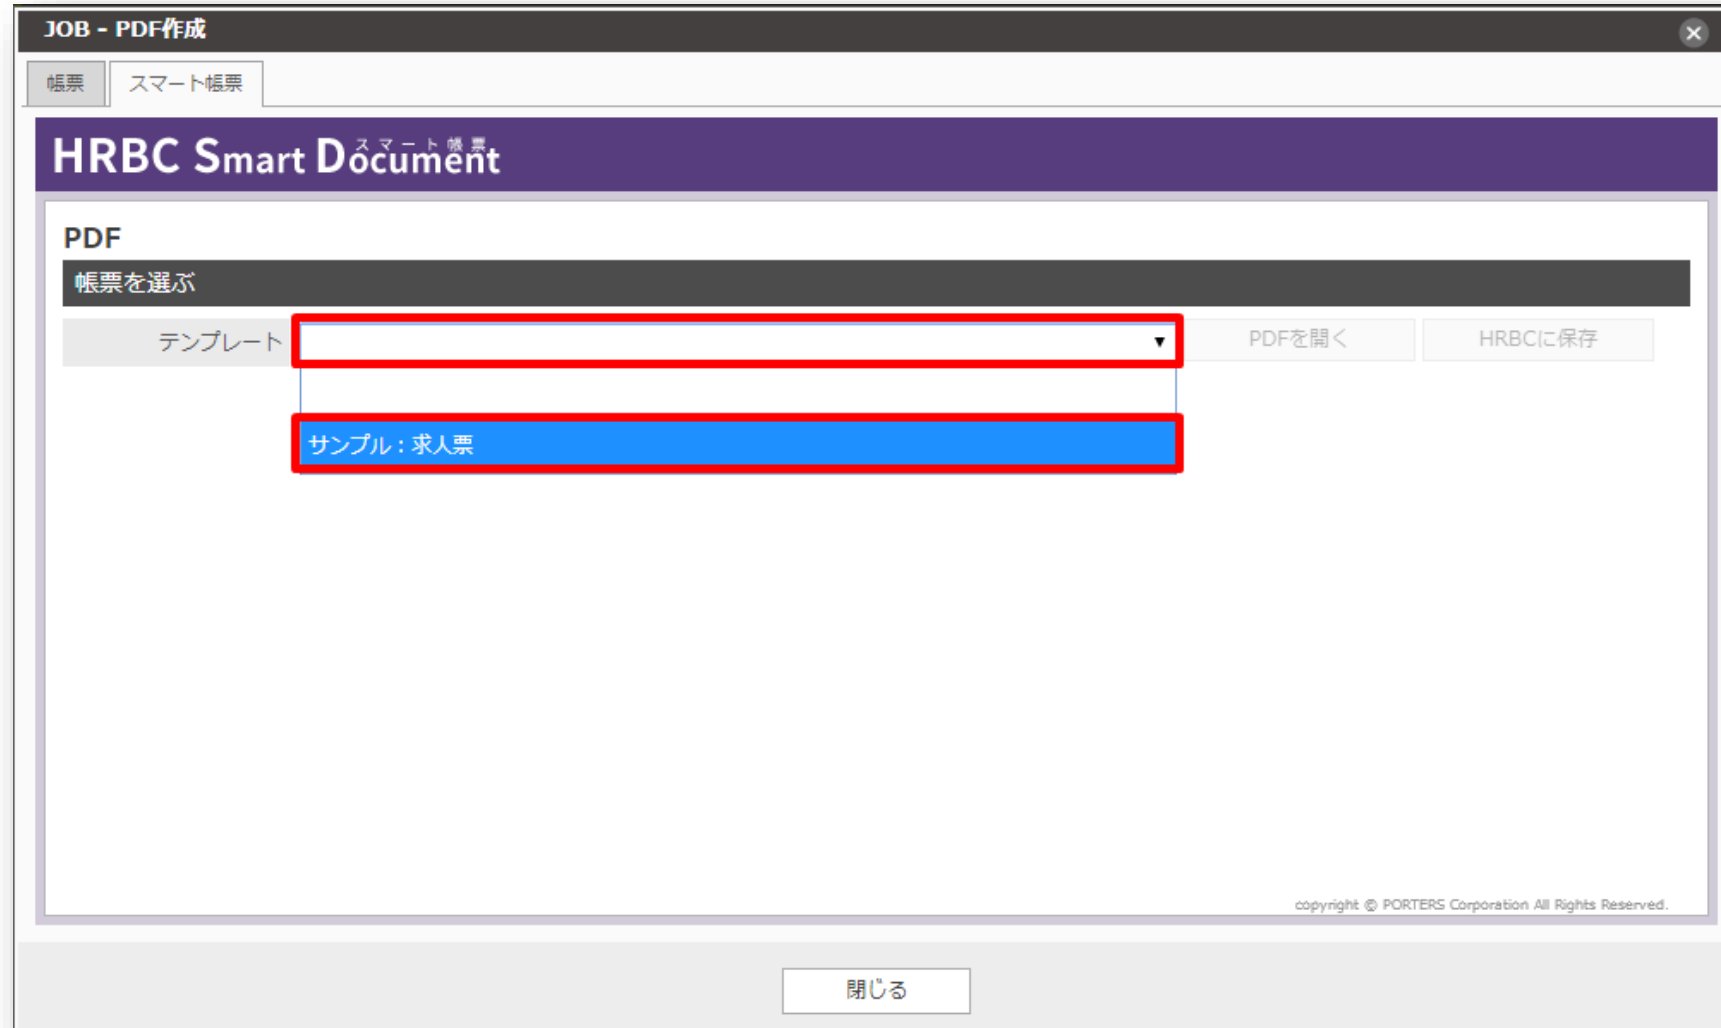 JOB - PDF作成
帳票 スマート帳票
スマート帳票
HRBC Smart Document
PDF
帳票を選ぶ
テンプレート ▼ PDFを開く HRBCに保存
サンプル:求人票
copyright © PORTERS Corporation All Rights Reserved.
閉じる